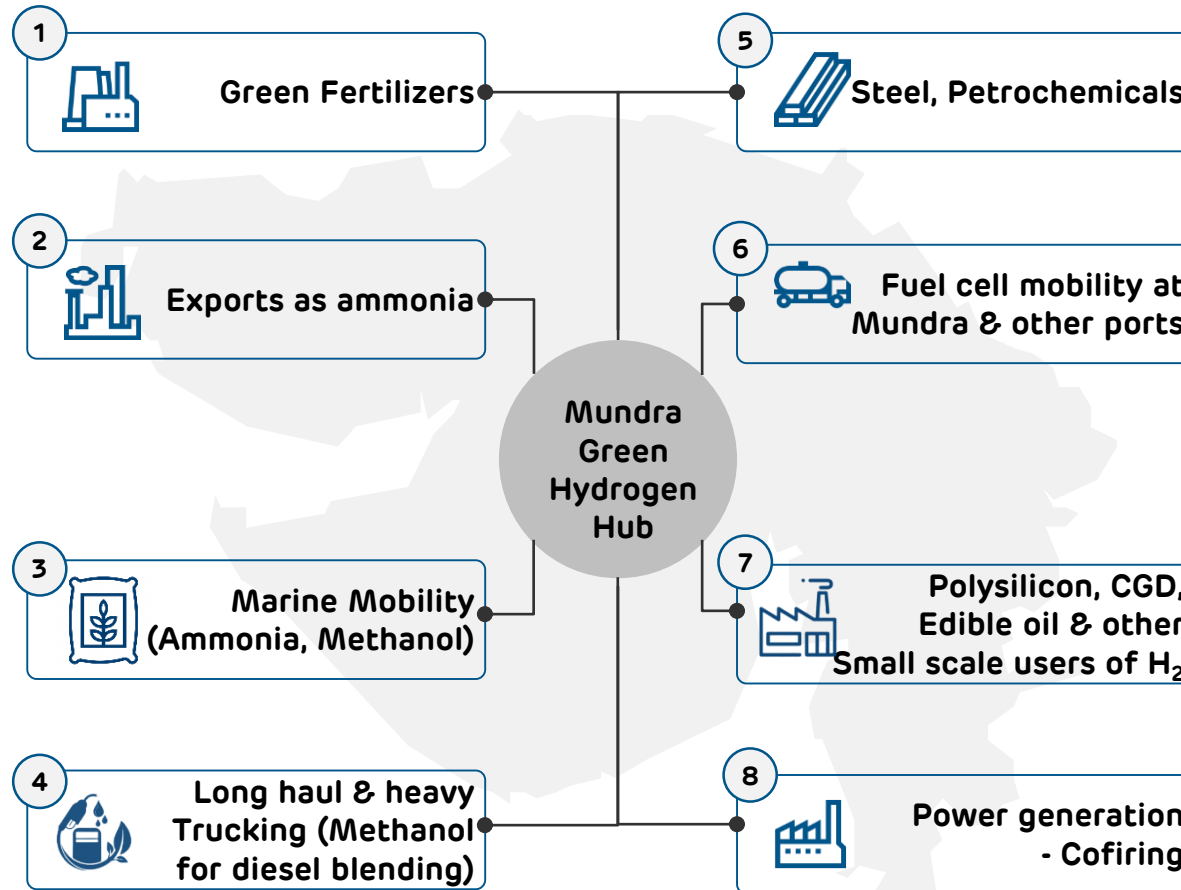 1
Green Fertilizers
2
Exports as ammonia
3
Marine Mobility
(Ammonia, Methanol)
4
Long haul & heavy
Trucking (Methanol
for diesel blending)
Mundra
Green
Hydrogen
Hub
5
Steel, Petrochemicals
6
Fuel cell mobility at
Mundra & other ports
7
Polysilicon, CGD,
Edible oil & other
Small scale users of H₂
8
Power generation
- Cofiring